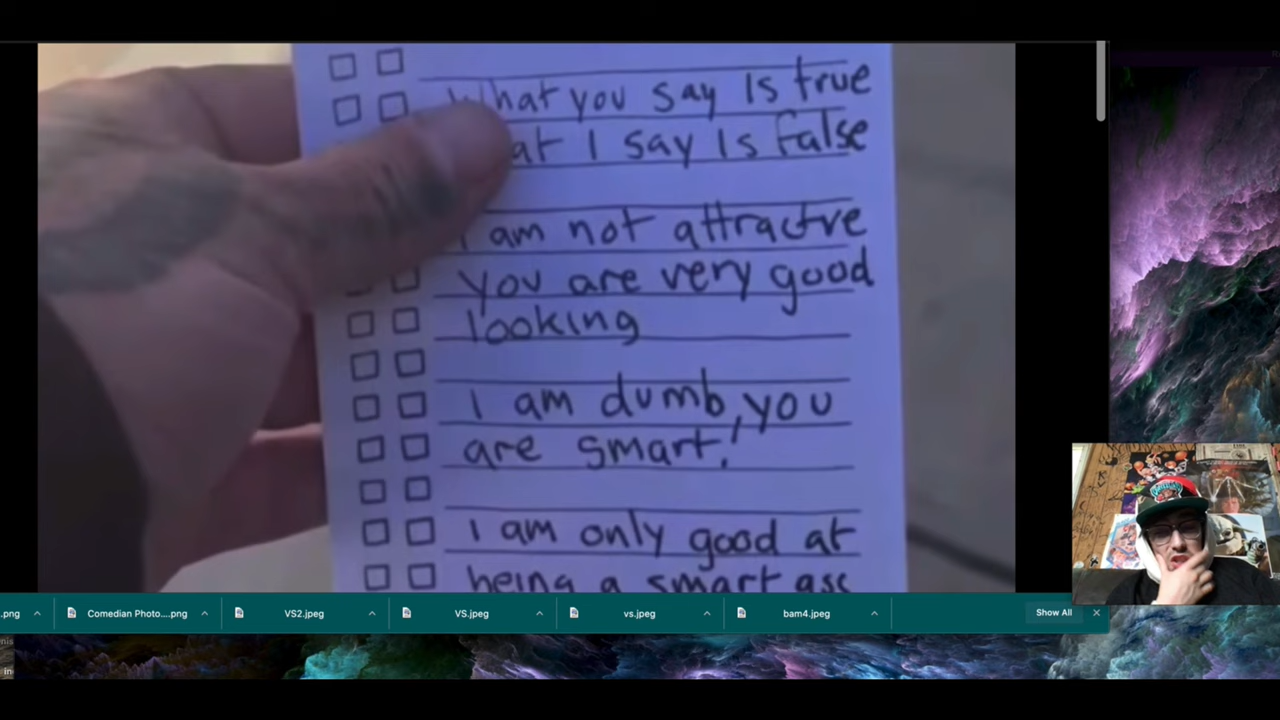 What you say Is true
at I say Is false
I am not attractve
you are very good
looking
I am dumb, you
are smart,
I am only good at
being a smart ass
.png
Comedian Photo....png
VS2.jpeg
VS.jpeg
vs.jpeg
bam4.jpeg
Show All